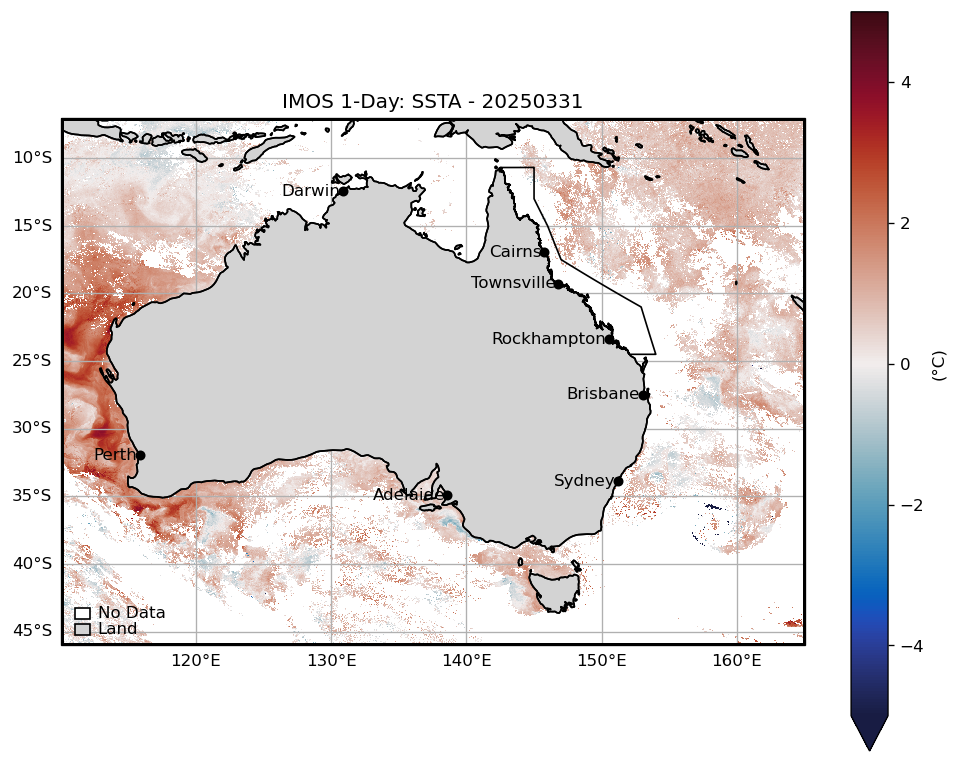 IMOS 1-Day: SSTA - 20250331
10°S
15°S
20°S
25°S
30°S
35°S
40°S
45°S
Darwin
Cairns
Townsville
Rockhampton
Brisbane
Perth
Sydney
Adelaide
No Data
Land
120°E 130°E 140°E 150°E 160°E
4
2
0
−2
−4
(°C)